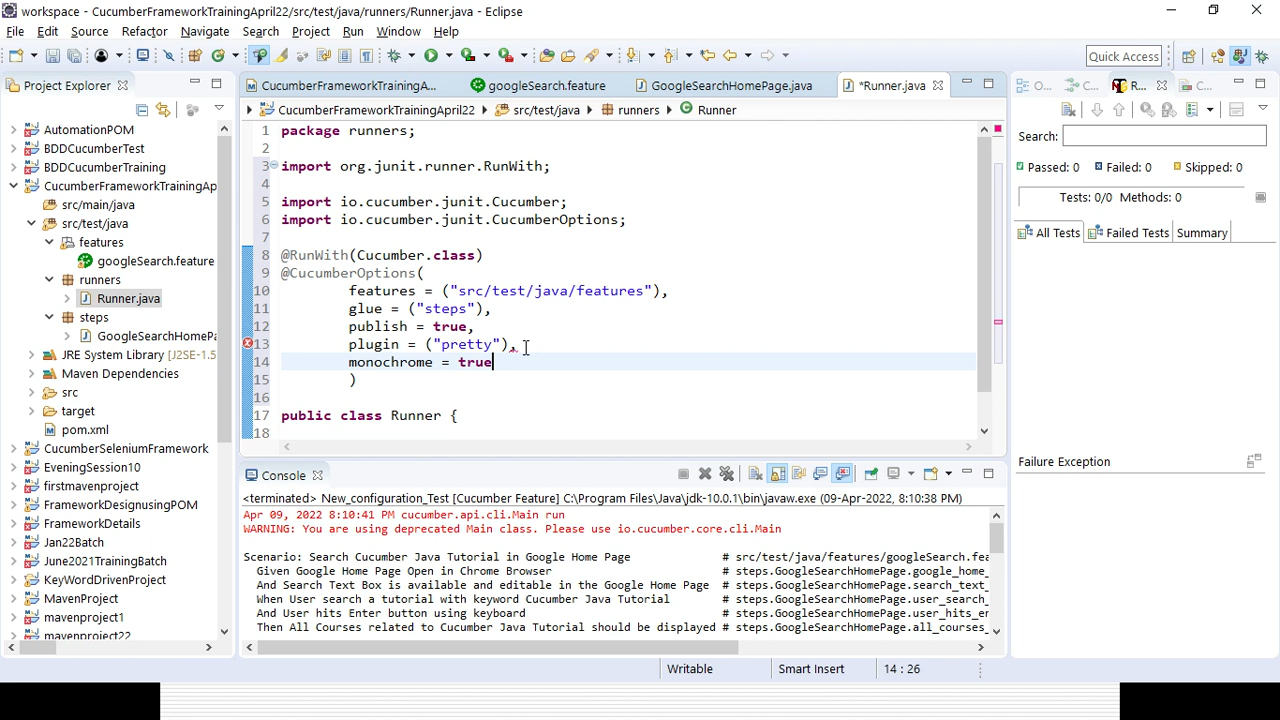 workspace - CucumberFrameworkTrainingApril22/src/test/java/runners/Runner.java - Eclipse
File Edit Source Refactor Navigate Search Project Run Window Help
Quick Access
Project Explorer
AutomationPOM
BDDCucumberTest
BDDCucumberTraining
CucumberFrameworkTrainingAp
src/main/java
src/test/java
features
googleSearch.feature
runners
Runner.java
steps
GoogleSearchHomePa
JRE System Library [J2SE-1.5
Maven Dependencies
src
target
pom.xml
CucumberSeleniumFramework
EveningSession10
firstmavenproject
FrameworkDesignusingPOM
FrameworkDetails
Jan22Batch
June2021TrainingBatch
KeyWordDrivenProject
MavenProject
mavenproject1
mavenproject22
CucumberFrameworkTrainingA... googleSearch.feature GoogleSearchHomePage.java *Runner.java
CucumberFrameworkTrainingApril22 src/test/java runners Runner
1 package runners;
2
3 import org.junit.runner.RunWith;
4
5 import io.cucumber.junit.Cucumber;
6 import io.cucumber.junit.CucumberOptions;
7
8 @RunWith(Cucumber.class)
9 @CucumberOptions(
10 features = ("src/test/java/features"),
11 glue = ("steps"),
12 publish = true,
13 plugin = ("pretty"),
14 monochrome = true
15 )
16
17 public class Runner {
18
Console
<terminated> New_configuration_Test [Cucumber Feature] C:\Program Files\Java\jdk-10.0.1\bin\javaw.exe (09-Apr-2022, 8:10:38 PM)
Apr 09, 2022 8:10:41 PM cucumber.api.cli.Main run
WARNING: You are using deprecated Main class. Please use io.cucumber.core.cli.Main
Scenario: Search Cucumber Java Tutorial in Google Home Page # src/test/java/features/googleSearch.fea
Given Google Home Page Open in Chrome Browser # steps.GoogleSearchHomePage.google_home_
And Search Text Box is available and editable in the Google Home Page # steps.GoogleSearchHomePage.search_text_
When User search a tutorial with keyword Cucumber Java Tutorial # steps.GoogleSearchHomePage.user_search_
And User hits Enter button using keyboard # steps.GoogleSearchHomePage.user_hits_en
Then All Courses related to Cucumber Java Tutorial should be displayed # steps.GoogleSearchHomePage.all_courses_
O... C... R... C...
Search:
Passed: 0 Failed: 0 Skipped: 0
Tests: 0/0 Methods: 0
All Tests Failed Tests Summary
Failure Exception
Writable Smart Insert 14 : 26